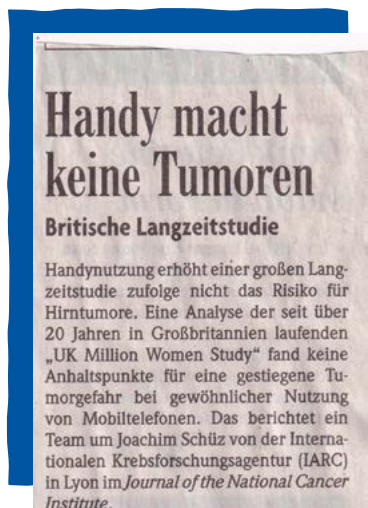 Handy macht
keine Tumoren
Britische Langzeitstudie
Handynutzung erhöht einer großen Lang-
zeitstudie zufolge nicht das Risiko für
Hirntumore. Eine Analyse der seit über
20 Jahren in Großbritannien laufenden
„UK Million Women Study“ fand keine
Anhaltspunkte für eine gestiegene Tu-
morgefahr bei gewöhnlicher Nutzung
von Mobiltelefonen. Das berichtet ein
Team um Joachim Schüz von der Interna-
tionalen Krebsforschungsagentur (IARC)
in Lyon im Journal of the National Cancer
Institute.